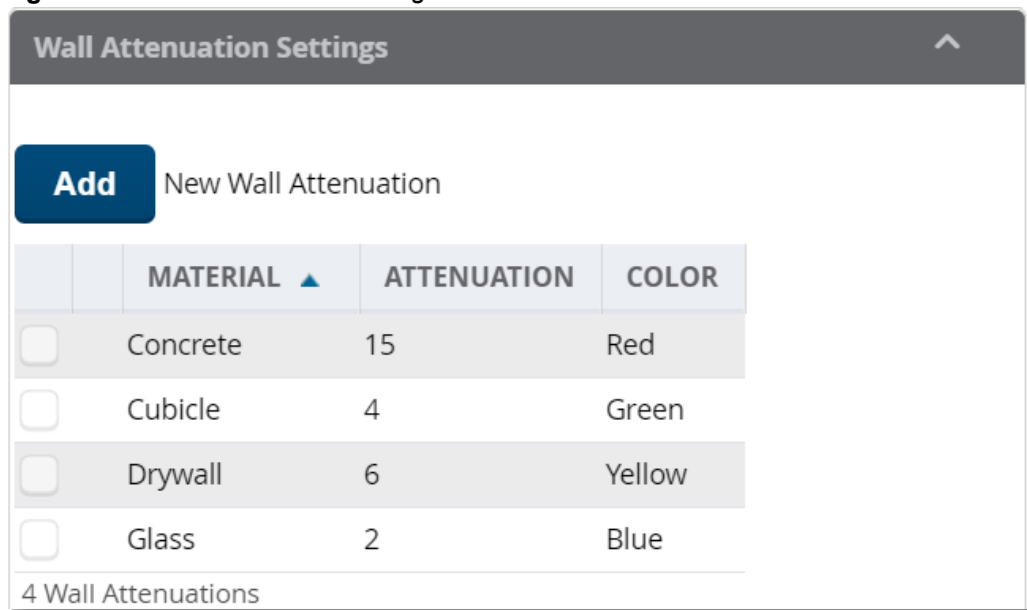 Wall Attenuation Settings
Add New Wall Attenuation
MATERIAL ATTENUATION COLOR
Concrete 15 Red
Cubicle 4 Green
Drywall 6 Yellow
Glass 2 Blue
4 Wall Attenuations